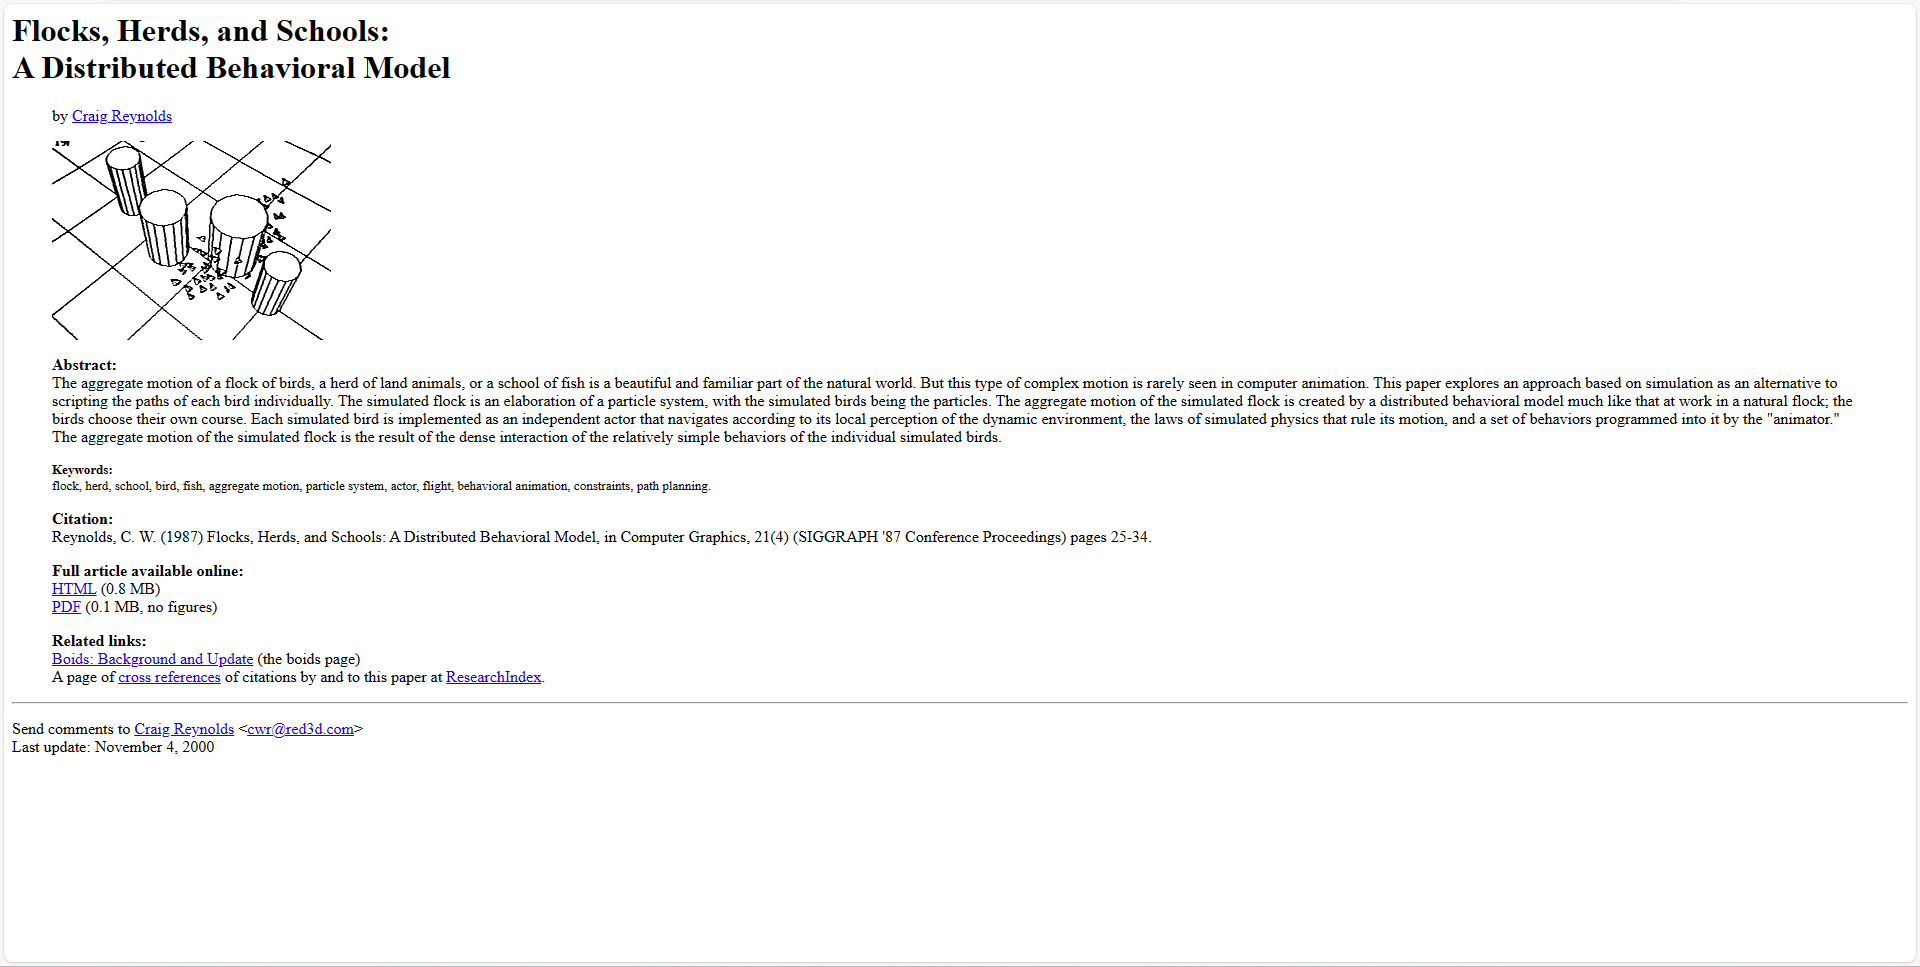 Flocks, Herds, and Schools:
A Distributed Behavioral Model
by Craig Reynolds
Abstract:
The aggregate motion of a flock of birds, a herd of land animals, or a school of fish is a beautiful and familiar part of the natural world. But this type of complex motion is rarely seen in computer animation. This paper explores an approach based on simulation as an alternative to
scripting the paths of each bird individually. The simulated flock is an elaboration of a particle system, with the simulated birds being the particles. The aggregate motion of the simulated flock is created by a distributed behavioral model much like that at work in a natural flock; the
birds choose their own course. Each simulated bird is implemented as an independent actor that navigates according to its local perception of the dynamic environment, the laws of simulated physics that rule its motion, and a set of behaviors programmed into it by the "animator."
The aggregate motion of the simulated flock is the result of the dense interaction of the relatively simple behaviors of the individual simulated birds.
Keywords:
flock, herd, school, bird, fish, aggregate motion, particle system, actor, flight, behavioral animation, constraints, path planning.
Citation:
Reynolds, C. W. (1987) Flocks, Herds, and Schools: A Distributed Behavioral Model, in Computer Graphics, 21(4) (SIGGRAPH '87 Conference Proceedings) pages 25-34.
Full article available online:
HTML (0.8 MB)
PDF (0.1 MB, no figures)
Related links:
Boids: Background and Update (the boids page)
A page of cross references of citations by and to this paper at ResearchIndex.
Send comments to Craig Reynolds <cwr@red3d.com>
Last update: November 4, 2000